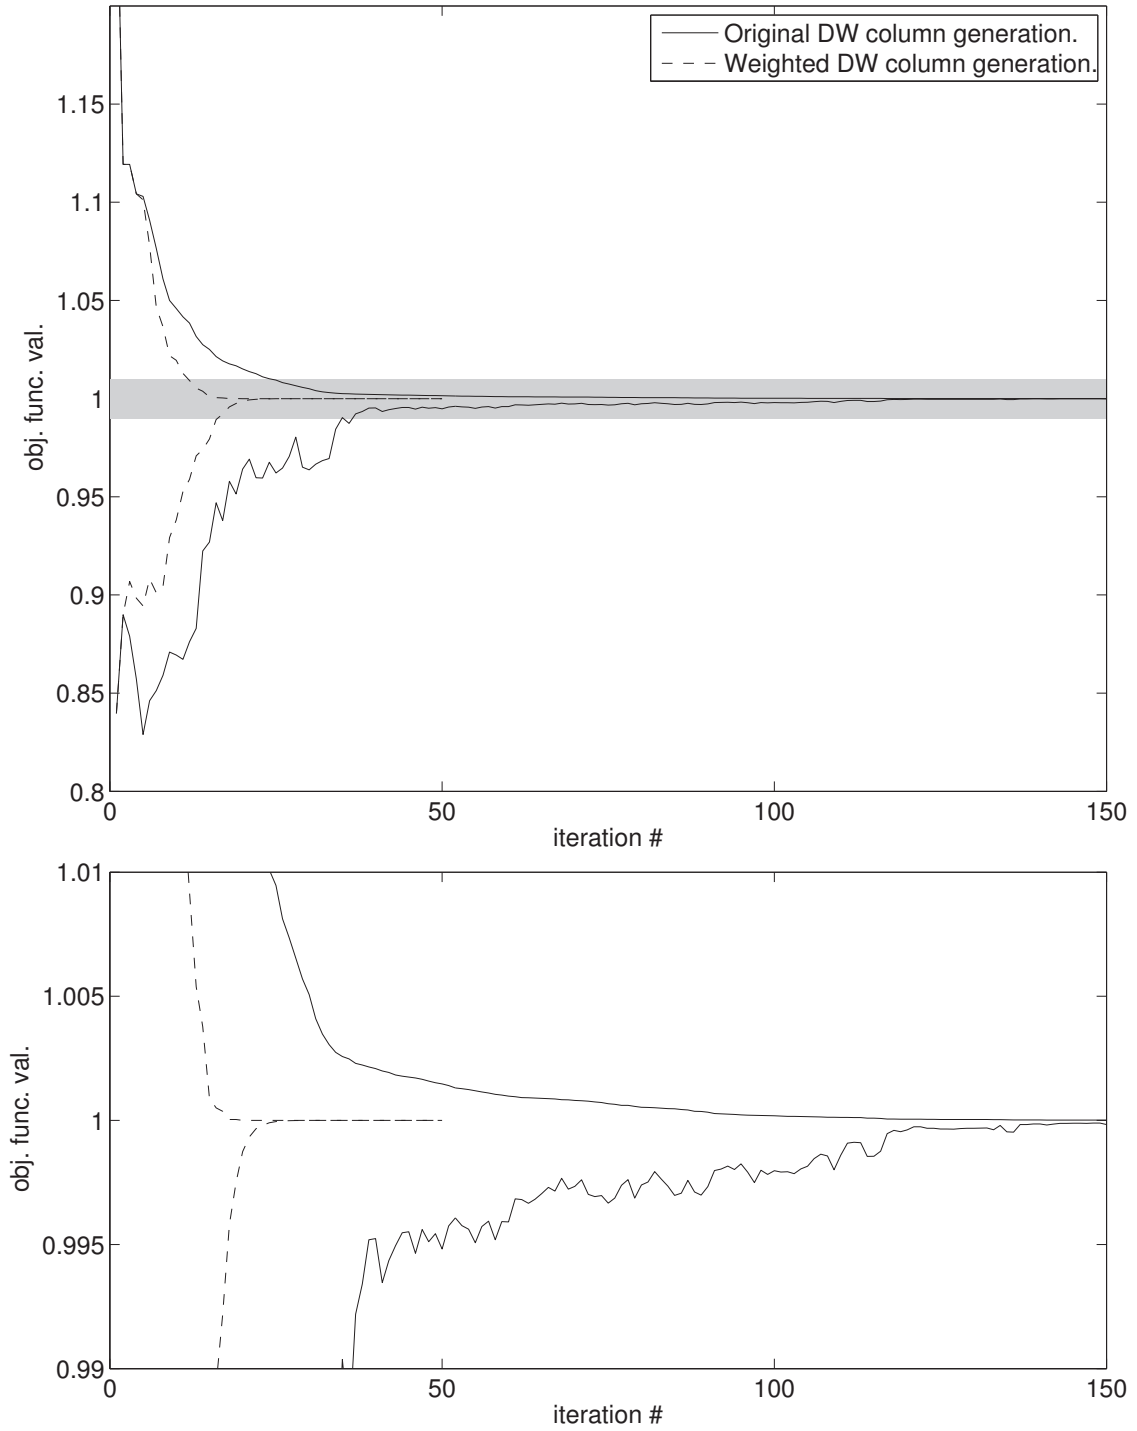 Original DW column generation.
Weighted DW column generation.
1.15
1.1
1.05
1
0.95
0.9
0.85
0.8
obj. func. val.
0 50 100 150
iteration #
1.01
1.005
1
0.995
0.99
obj. func. val.
0 50 100 150
iteration #